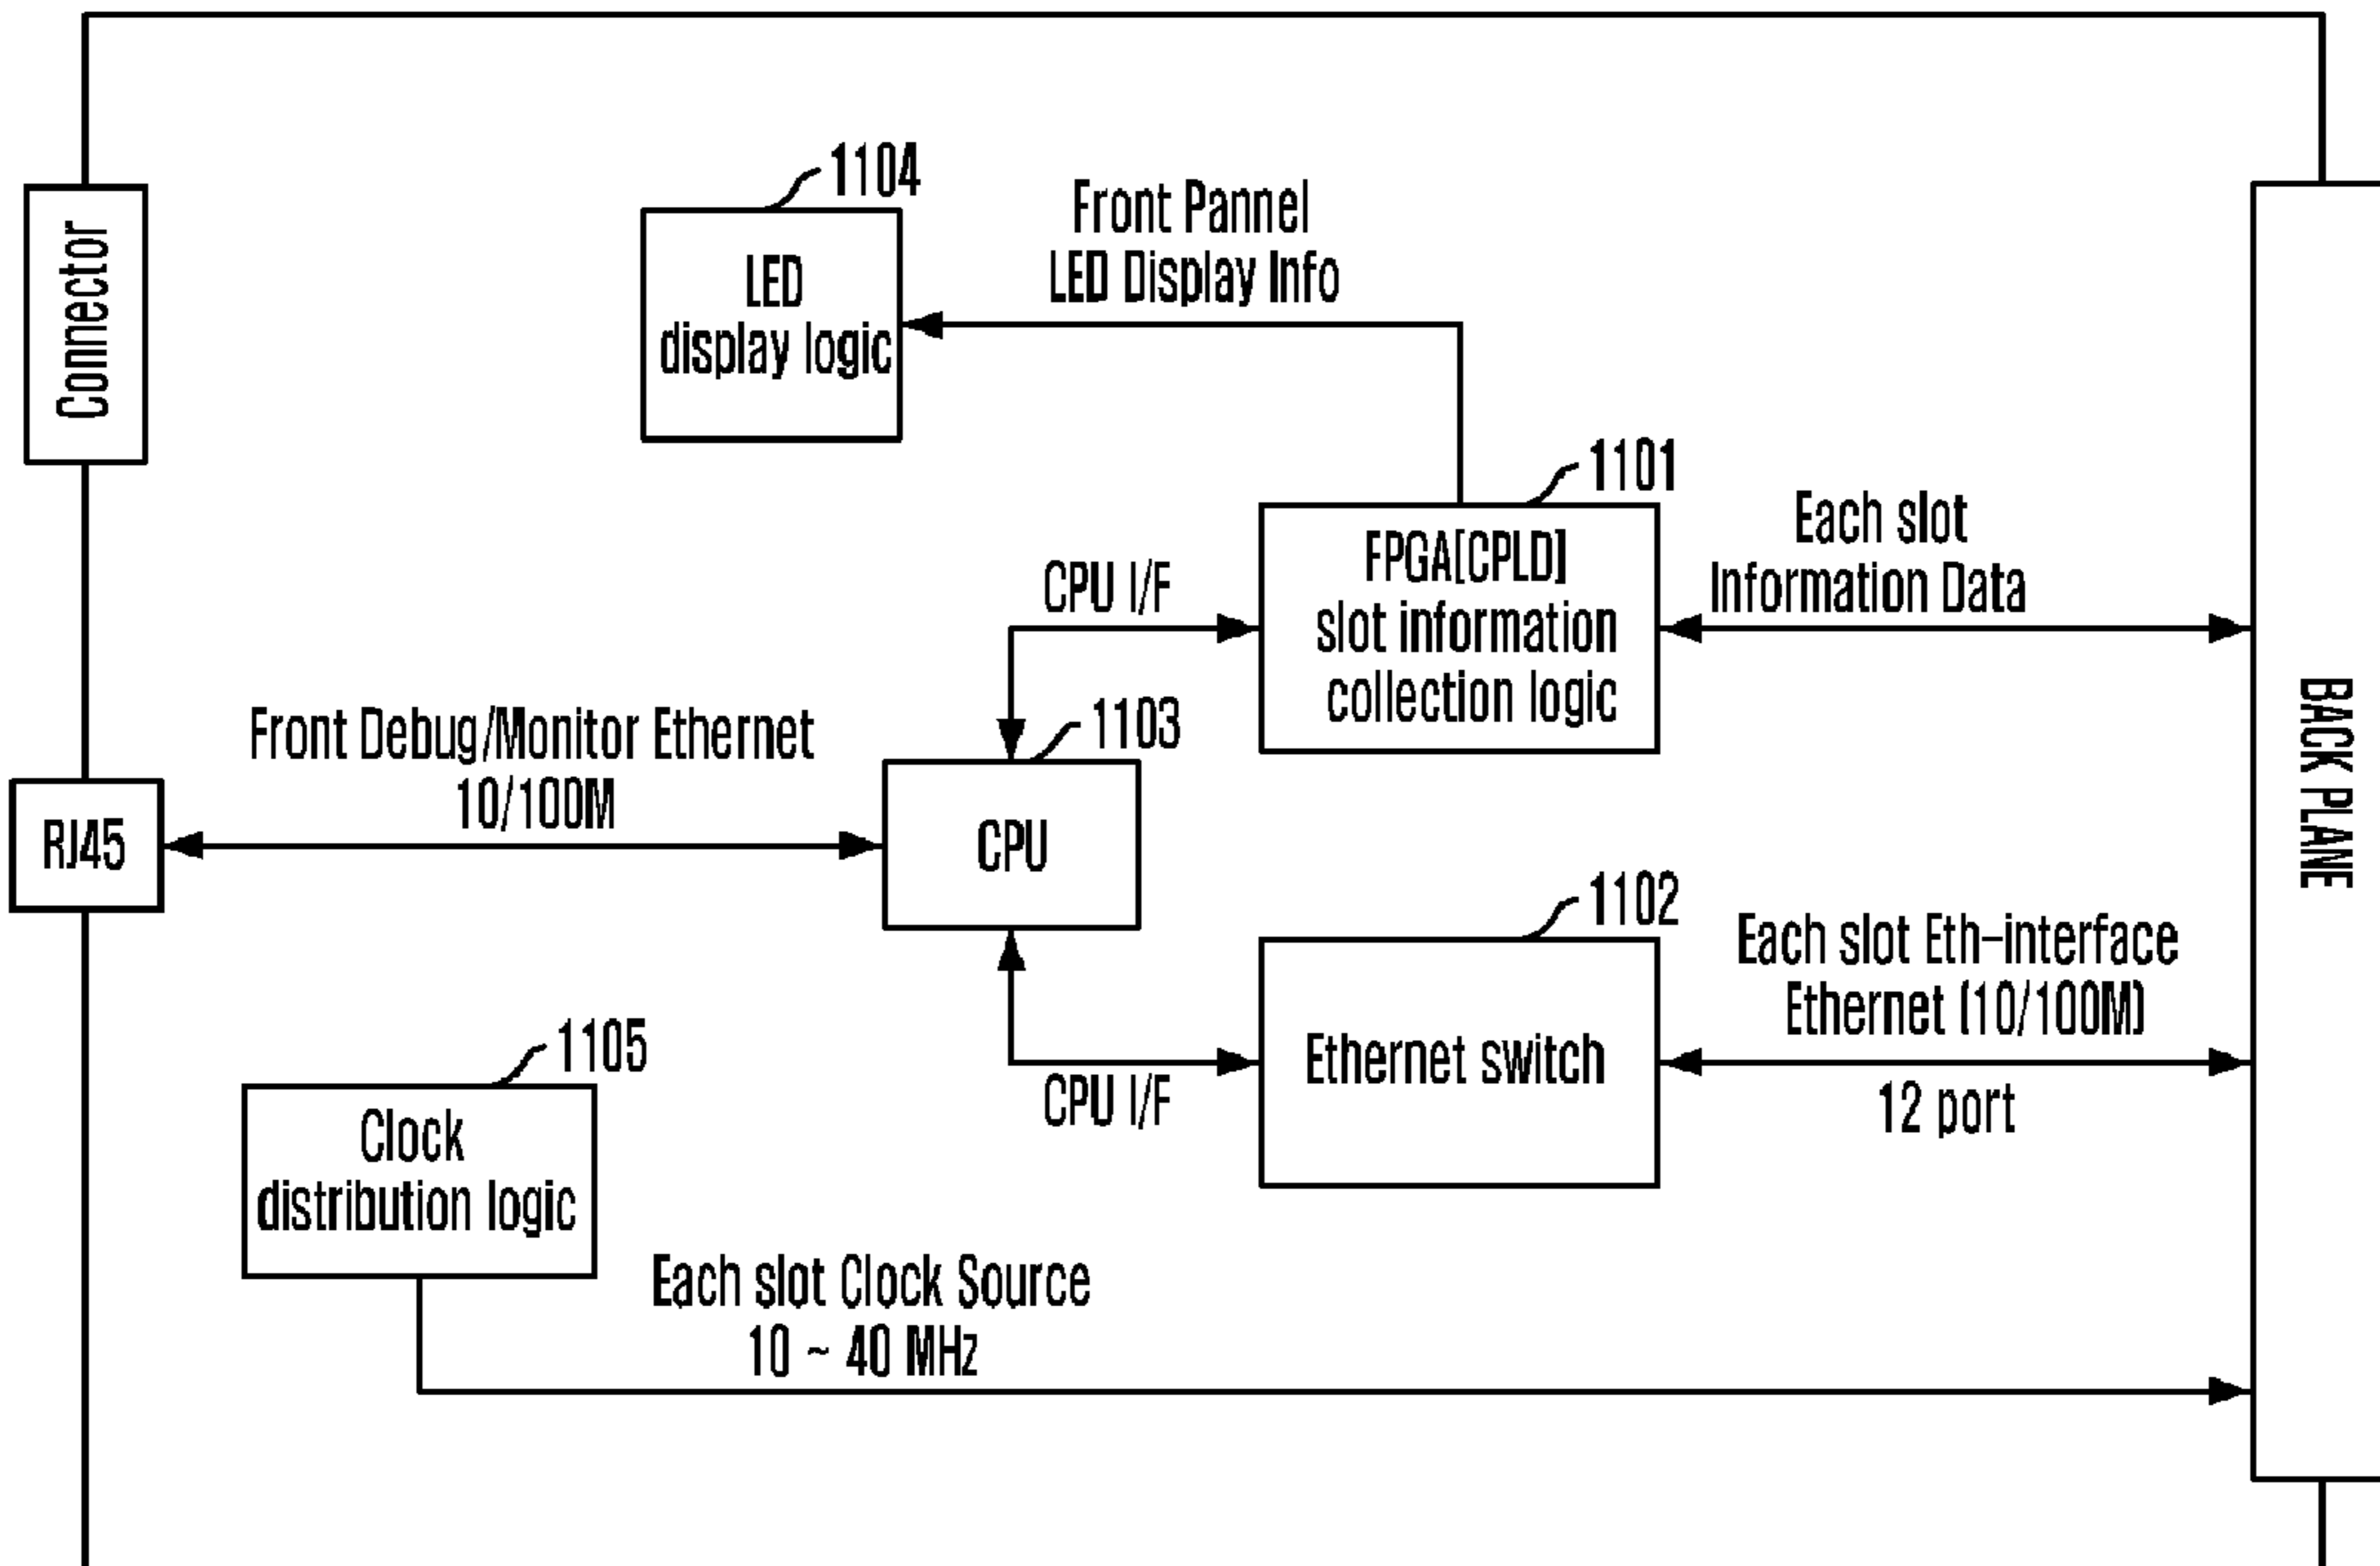 1104
Front Pannel
LED Display Info
LED
display logic
Connector
1101
FPGA[CPLD]
slot information
collection logic
Each slot
Information Data
CPU I/F
BACK PLANE
1103
Front Debug/Monitor Ethernet
10/100M
RJ45
CPU
1102
Each slot Eth-interface
Ethernet (10/100M)
Ethernet switch
12 port
CPU I/F
1105
Clock
distribution logic
Each slot Clock Source
10 ~ 40 MHz